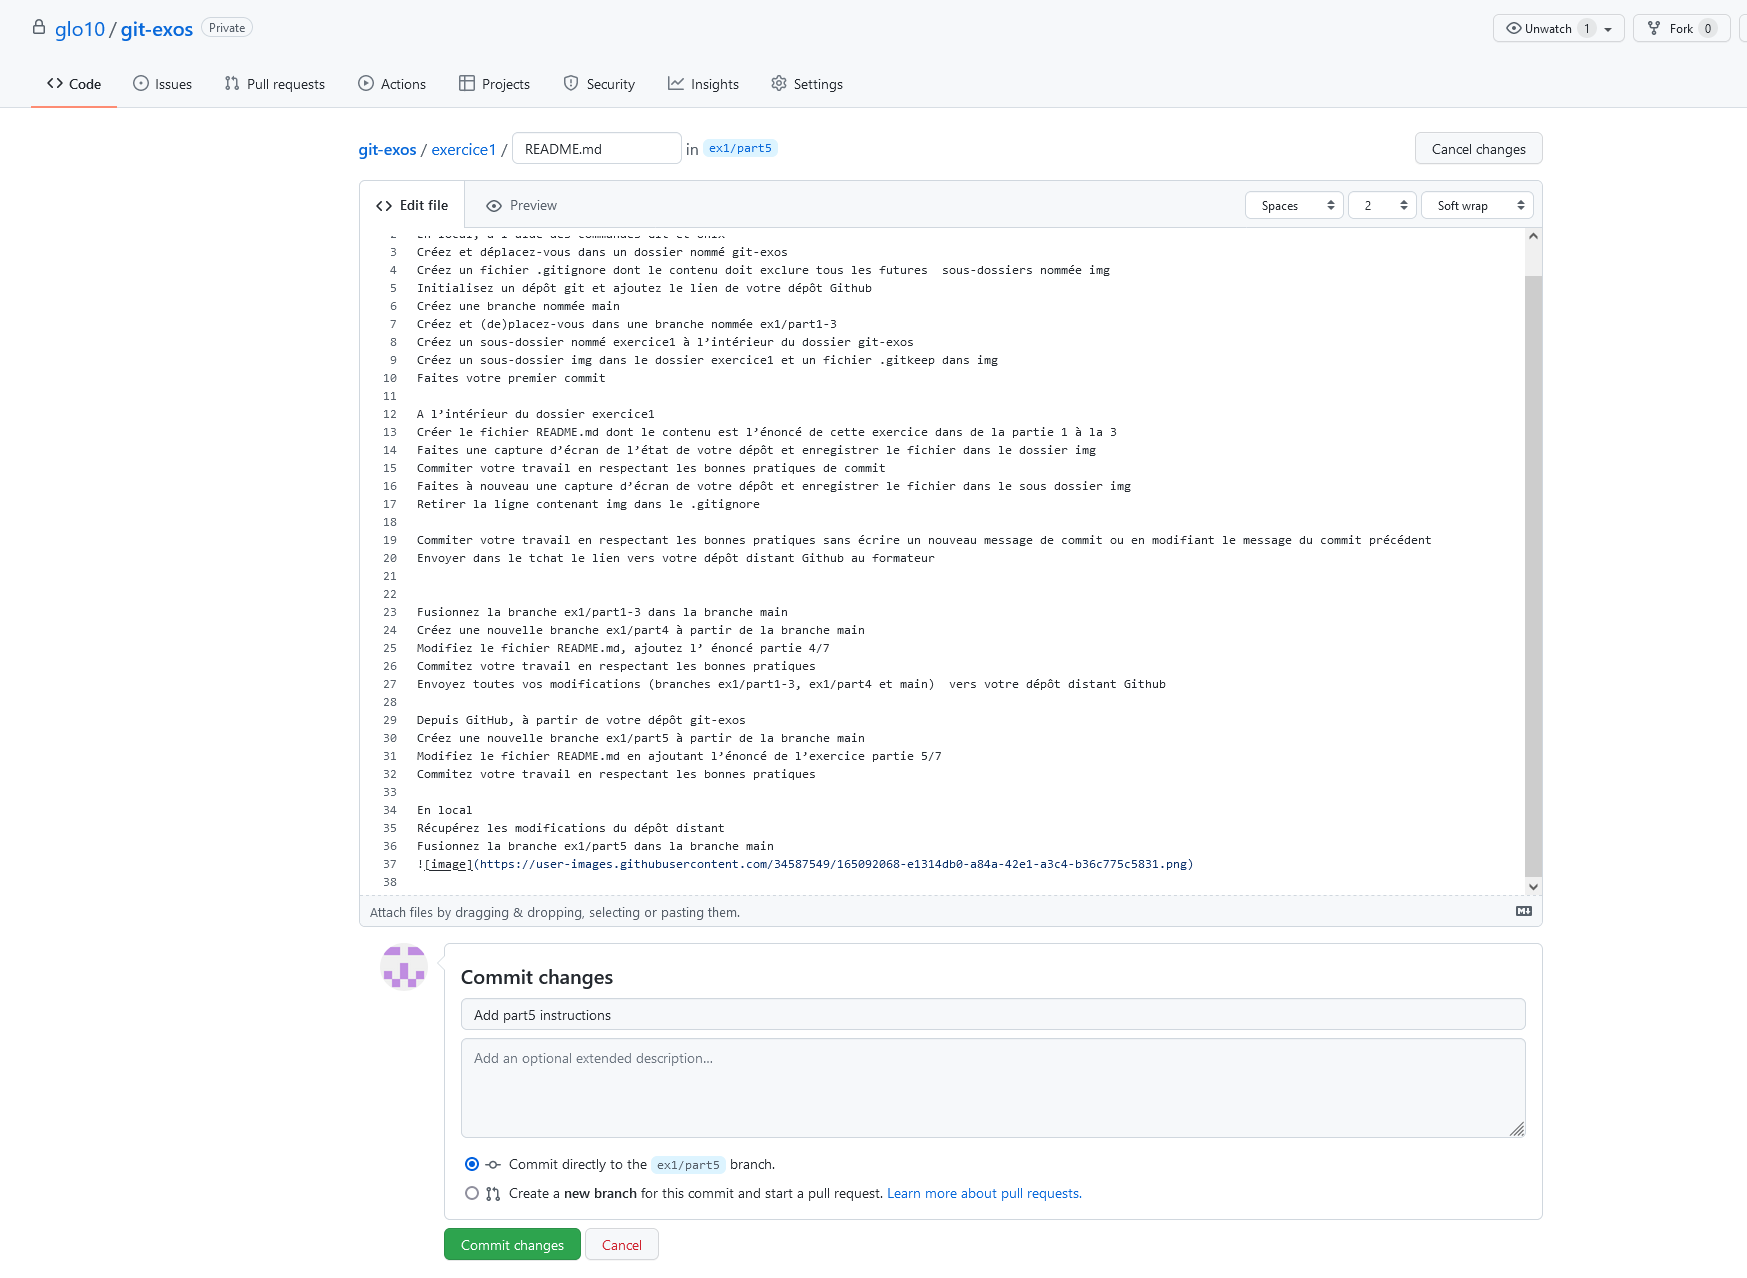 glo10 / git-exos Private
Unwatch 1 Fork 0
Code Issues Pull requests Actions Projects Security Insights Settings
git-exos / exercice1 / README.md in ex1/part5 Cancel changes
Edit file Preview Spaces 2 Soft wrap
3 Créez et déplacez-vous dans un dossier nommé git-exos
4 Créez un fichier .gitignore dont le contenu doit exclure tous les futures  sous-dossiers nommée img
5 Initialisez un dépôt git et ajoutez le lien de votre dépôt Github
6 Créez une branche nommée main
7 Créez et (de)placez-vous dans une branche nommée ex1/part1-3
8 Créez un sous-dossier nommé exercice1 à l’intérieur du dossier git-exos
9 Créez un sous-dossier img dans le dossier exercice1 et un fichier .gitkeep dans img
10 Faites votre premier commit
11
12 A l’intérieur du dossier exercice1
13 Créer le fichier README.md dont le contenu est l’énoncé de cette exercice dans de la partie 1 à la 3
14 Faites une capture d’écran de l’état de votre dépôt et enregistrer le fichier dans le dossier img
15 Commiter votre travail en respectant les bonnes pratiques de commit
16 Faites à nouveau une capture d’écran de votre dépôt et enregistrer le fichier dans le sous dossier img
17 Retirer la ligne contenant img dans le .gitignore
18
19 Commiter votre travail en respectant les bonnes pratiques sans écrire un nouveau message de commit ou en modifiant le message du commit précédent
20 Envoyer dans le tchat le lien vers votre dépôt distant Github au formateur
21
22
23 Fusionnez la branche ex1/part1-3 dans la branche main
24 Créez une nouvelle branche ex1/part4 à partir de la branche main
25 Modifiez le fichier README.md, ajoutez l’ énoncé partie 4/7
26 Commitez votre travail en respectant les bonnes pratiques
27 Envoyez toutes vos modifications (branches ex1/part1-3, ex1/part4 et main)  vers votre dépôt distant Github
28
29 Depuis GitHub, à partir de votre dépôt git-exos
30 Créez une nouvelle branche ex1/part5 à partir de la branche main
31 Modifiez le fichier README.md en ajoutant l’énoncé de l’exercice partie 5/7
32 Commitez votre travail en respectant les bonnes pratiques
33
34 En local
35 Récupérez les modifications du dépôt distant
36 Fusionnez la branche ex1/part5 dans la branche main
37 ![image](https://user-images.githubusercontent.com/34587549/165092068-e1314db0-a84a-42e1-a3c4-b36c775c5831.png)
38
Attach files by dragging & dropping, selecting or pasting them.
Commit changes
Add part5 instructions
Add an optional extended description...
Commit directly to the ex1/part5 branch.
Create a new branch for this commit and start a pull request. Learn more about pull requests.
Commit changes Cancel